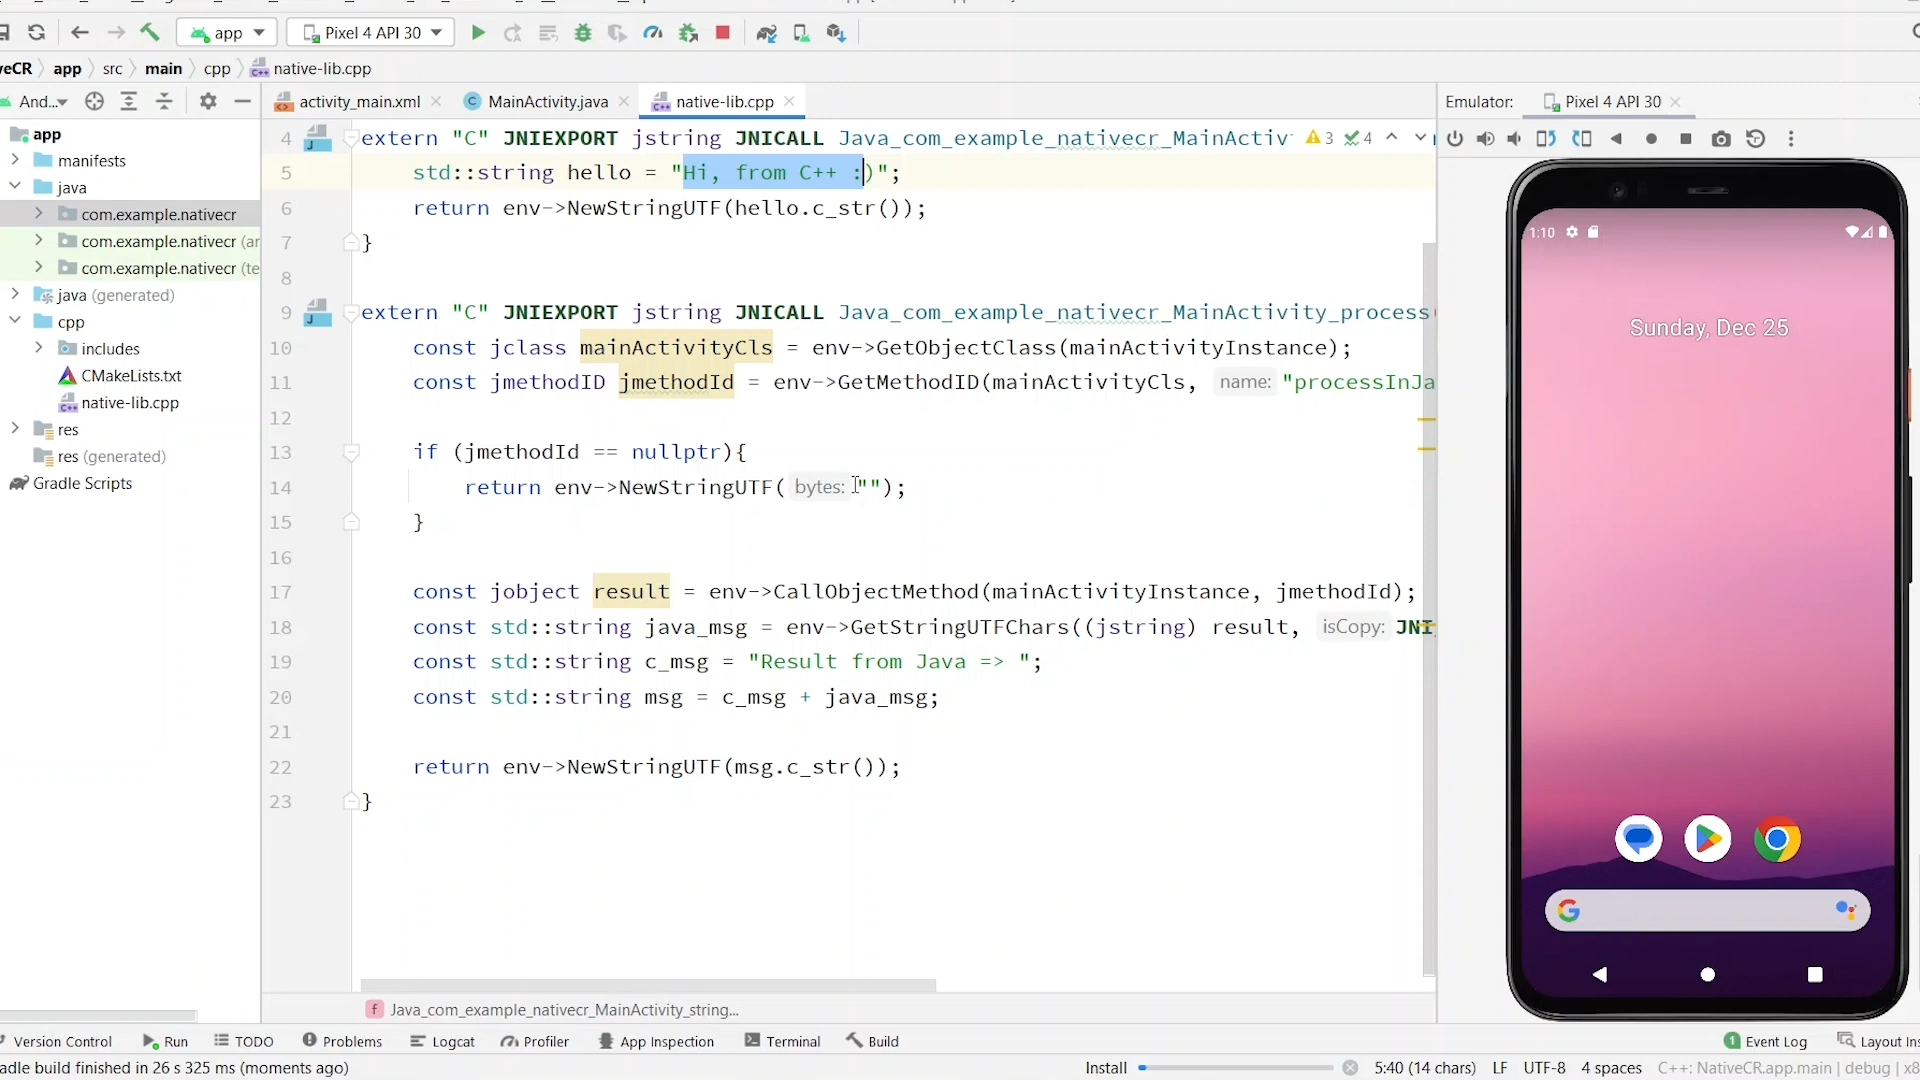 app
Pixel 4 API 30
veCR
app
src
main
cpp
native-lib.cpp
And...
activity_main.xml
MainActivity.java
native-lib.cpp
Emulator:
Pixel 4 API 30
app
manifests
java
com.example.nativecr
com.example.nativecr (ar
com.example.nativecr (te
java (generated)
cpp
includes
CMakeLists.txt
native-lib.cpp
res
res (generated)
Gradle Scripts
4 extern "C" JNIEXPORT jstring JNICALL Java_com_example_nativecr_MainActiv 3 4
5 std::string hello = "Hi, from C++ :)";
6 return env->NewStringUTF(hello.c_str());
7 }
8
9 extern "C" JNIEXPORT jstring JNICALL Java_com_example_nativecr_MainActivity_process(
10 const jclass mainActivityCls = env->GetObjectClass(mainActivityInstance);
11 const jmethodID jmethodId = env->GetMethodID(mainActivityCls, name: "processInJa
12
13 if (jmethodId == nullptr){
14 return env->NewStringUTF( bytes: "");
15 }
16
17 const jobject result = env->CallObjectMethod(mainActivityInstance, jmethodId);
18 const std::string java_msg = env->GetStringUTFChars((jstring) result, isCopy: JNI_
19 const std::string c_msg = "Result from Java => ";
20 const std::string msg = c_msg + java_msg;
21
22 return env->NewStringUTF(msg.c_str());
23 }
1:10
Sunday, Dec 25
Java_com_example_nativecr_MainActivity_string...
Version Control
Run
TODO
Problems
Logcat
Profiler
App Inspection
Terminal
Build
1 Event Log
Layout Ins
adle build finished in 26 s 325 ms (moments ago)
Install
5:40 (14 chars)
LF
UTF-8
4 spaces
C++: NativeCR.app.main | debug | x8